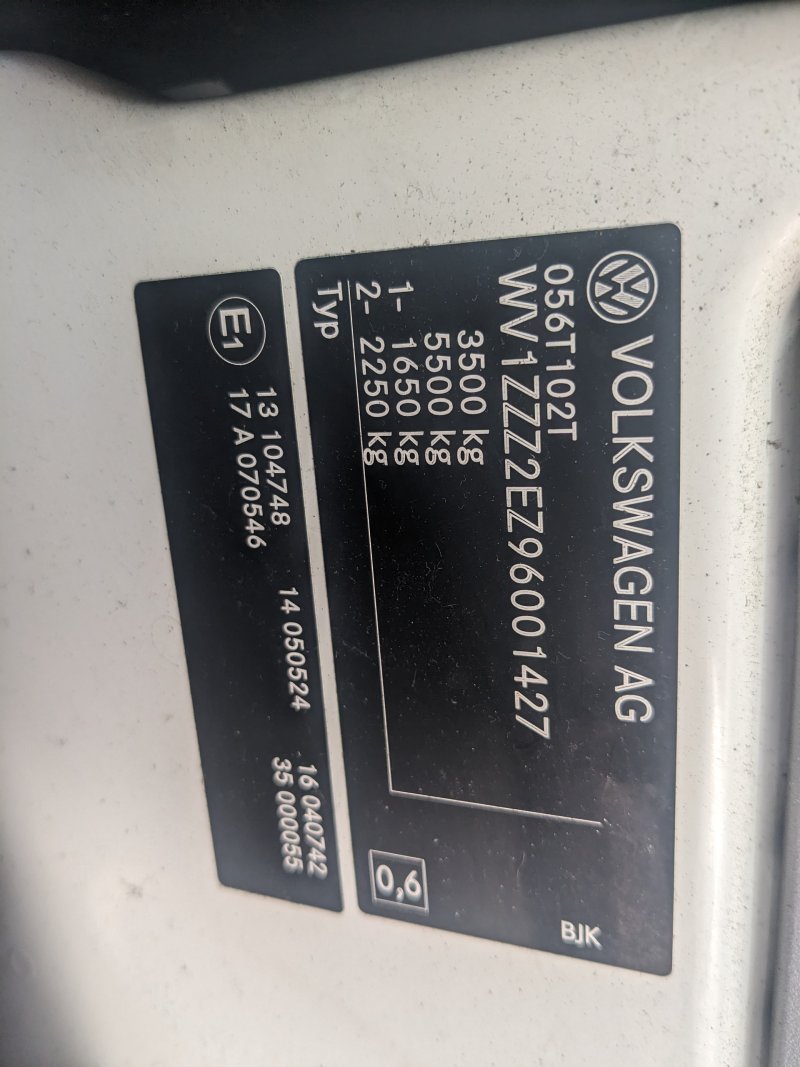 VOLKSWAGEN AG
056T102T
WV1ZZZ2EZ96001427
3500 kg
5500 kg
1- 1650 kg
2- 2250 kg
Typ
BJK
0,6
E1
13 104748 14 050524 16 040742
17 A 070546 35 000055